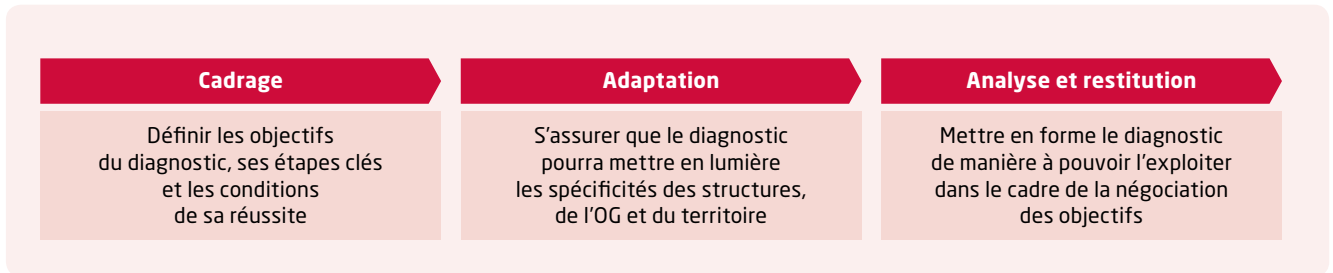 Cadrage
Définir les objectifs
du diagnostic, ses étapes clés
et les conditions
de sa réussite
Adaptation
S'assurer que le diagnostic
pourra mettre en lumière
les spécificités des structures,
de l'OG et du territoire
Analyse et restitution
Mettre en forme le diagnostic
de manière à pouvoir l'exploiter
dans le cadre de la négociation
des objectifs